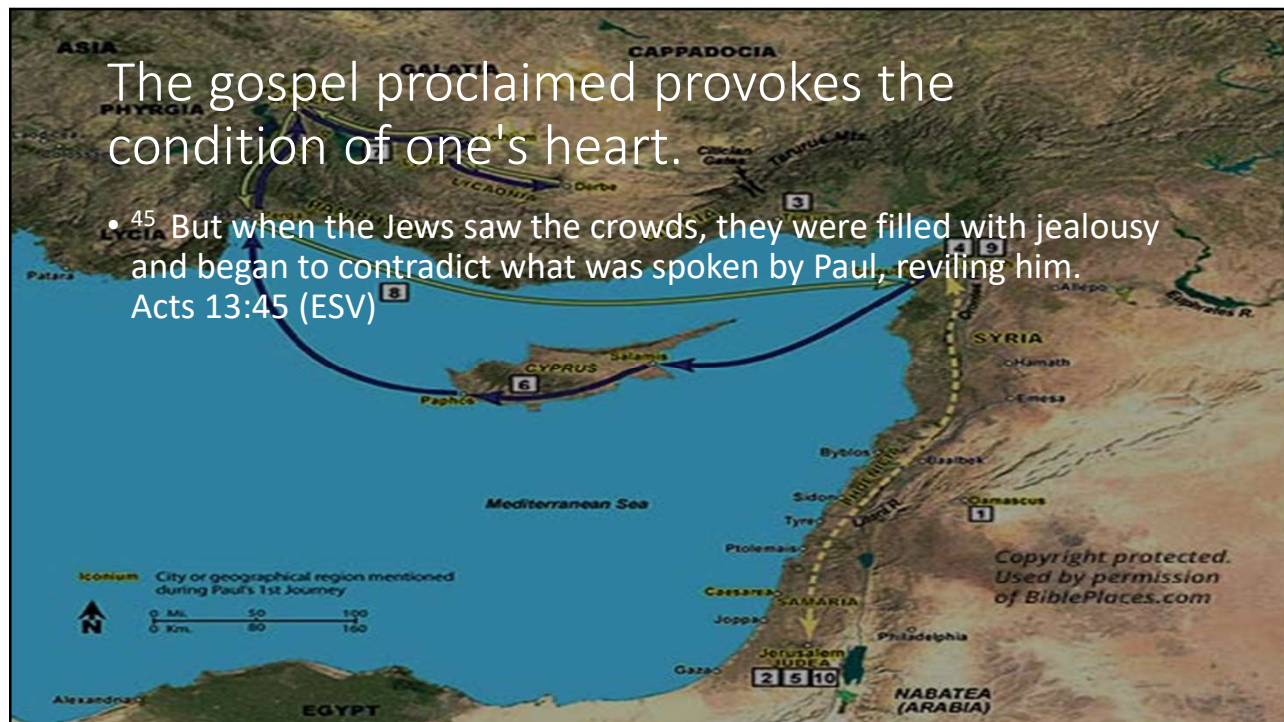 The gospel proclaimed provokes the
condition of one's heart.
• 45 But when the Jews saw the crowds, they were filled with jealousy
and began to contradict what was spoken by Paul, reviling him.
Acts 13:45 (ESV)
ASIA
CAPPADOCIA
GALATIA
PHYRGIA
Cilician
Gates
Taturus Mts.
LYCAONIA
Derbe
3
LYCIA
Patara
4 9
8
Allepo
Euphrates R.
SYRIA
Salamis
CYPRUS
6
Paphos
Hamath
Emesa
Byblos
Baalbek
Mediterranean Sea
Sidon
Damascus
1
Tyre
Litani R.
Ptolemais
Copyright protected.
Used by permission
of BiblePlaces.com
Iconium City or geographical region mentioned
during Paul's 1st Journey
Caesarea
SAMARIA
N
0 Mi. 50 100
0 Km. 80 160
Joppa
Philadelphia
Jerusalem
JUDEA
Gaza
2 5 10
Alexandria
EGYPT
NABATEA
(ARABIA)